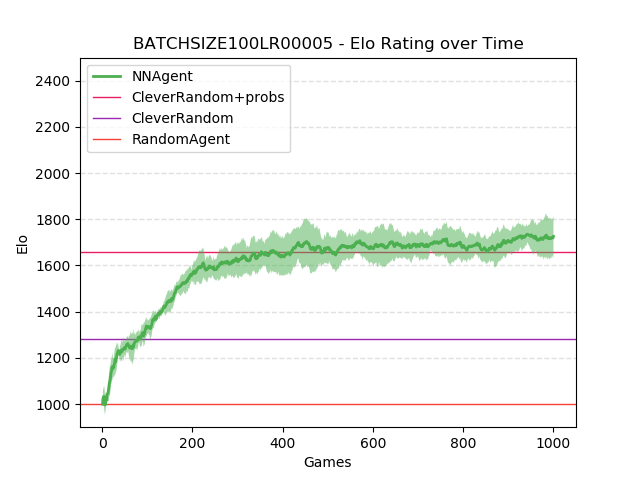 BATCHSIZE100LR00005 - Elo Rating over Time
NNAgent
CleverRandom+probs
CleverRandom
RandomAgent
2400
2200
2000
1800
1600
1400
1200
1000
Elo
0
200
400
600
800
1000
Games